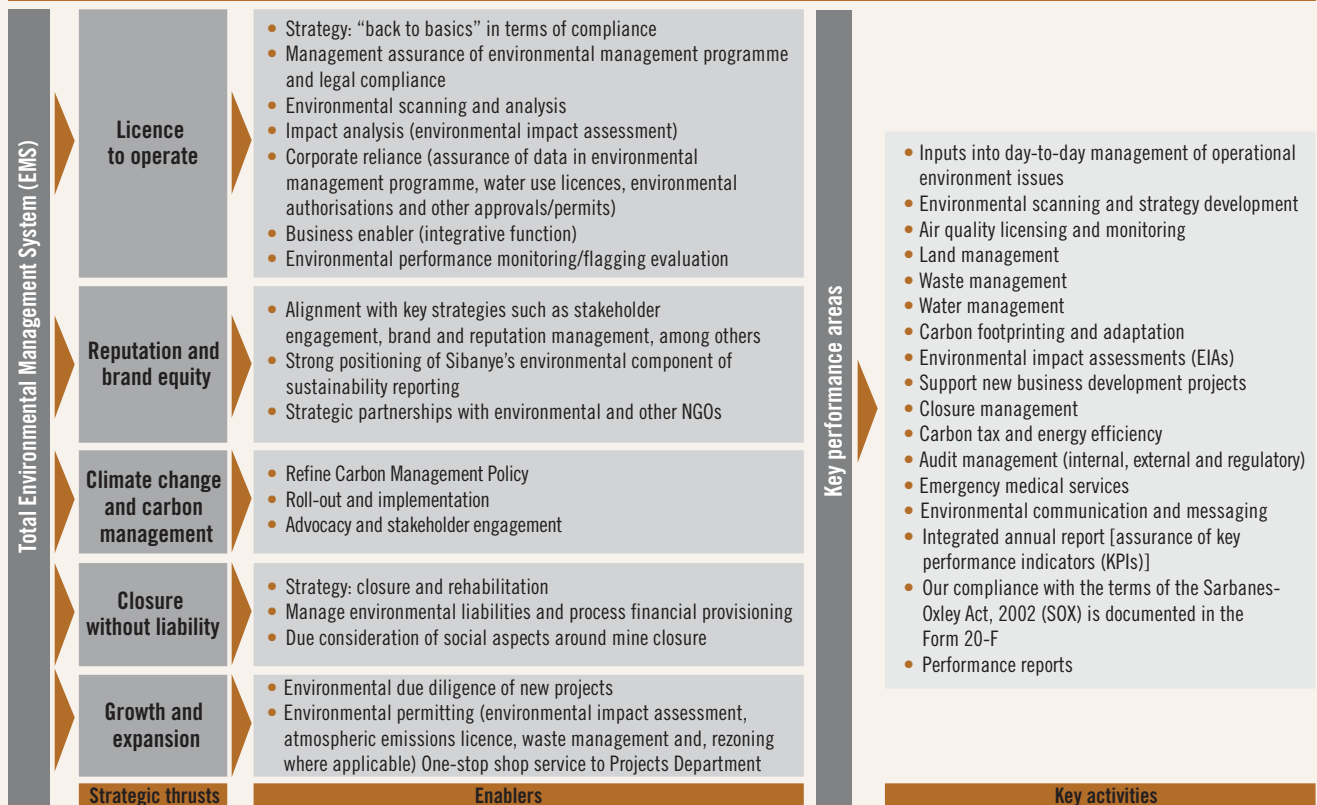 Total Environmental Management System (EMS)
Licence
to operate
• Strategy: “back to basics” in terms of compliance
• Management assurance of environmental management programme
and legal compliance
• Environmental scanning and analysis
• Impact analysis (environmental impact assessment)
• Corporate reliance (assurance of data in environmental
management programme, water use licences, environmental
authorisations and other approvals/permits)
• Business enabler (integrative function)
• Environmental performance monitoring/flagging evaluation
Reputation and
brand equity
• Alignment with key strategies such as stakeholder
engagement, brand and reputation management, among others
• Strong positioning of Sibanye’s environmental component of
sustainability reporting
• Strategic partnerships with environmental and other NGOs
Climate change
and carbon
management
• Refine Carbon Management Policy
• Roll-out and implementation
• Advocacy and stakeholder engagement
Closure
without liability
• Strategy: closure and rehabilitation
• Manage environmental liabilities and process financial provisioning
• Due consideration of social aspects around mine closure
Growth and
expansion
• Environmental due diligence of new projects
• Environmental permitting (environmental impact assessment,
atmospheric emissions licence, waste management and, rezoning
where applicable) One-stop shop service to Projects Department
Strategic thrusts
Enablers
Key performance areas
• Inputs into day-to-day management of operational
environment issues
• Environmental scanning and strategy development
• Air quality licensing and monitoring
• Land management
• Waste management
• Water management
• Carbon footprinting and adaptation
• Environmental impact assessments (EIAs)
• Support new business development projects
• Closure management
• Carbon tax and energy efficiency
• Audit management (internal, external and regulatory)
• Emergency medical services
• Environmental communication and messaging
• Integrated annual report [assurance of key
performance indicators (KPIs)]
• Our compliance with the terms of the Sarbanes-
Oxley Act, 2002 (SOX) is documented in the
Form 20-F
• Performance reports
Key activities